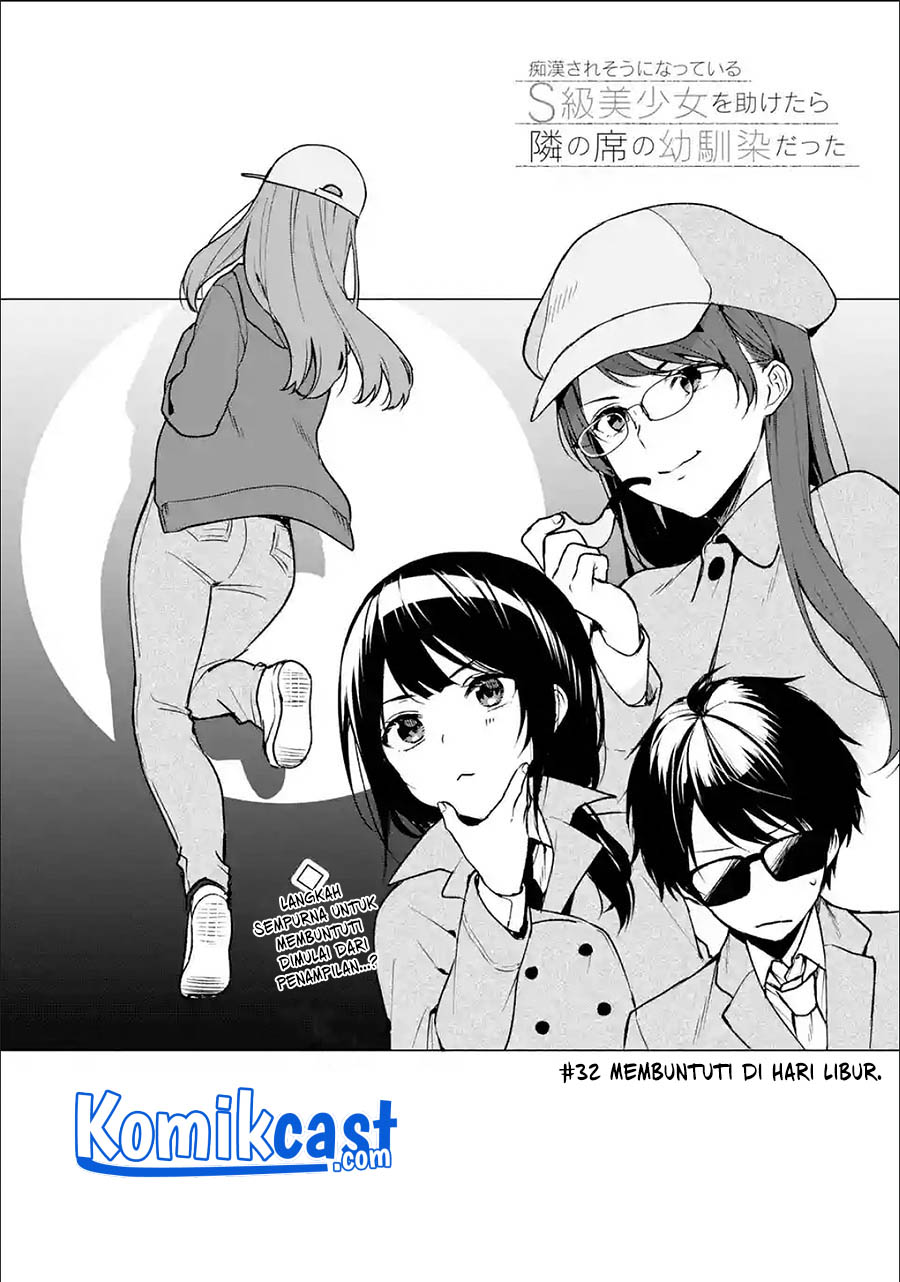 痴漢されそうになっている
S級美少女を助けたら
隣の席の幼馴染だった
LANGKAH
SEMPURNA UNTUK
MEMBUNTUTI
DIMULAI DARI
PENAMPILAN...?
#32 MEMBUNTUTI DI HARI LIBUR.
Komikcast
.com